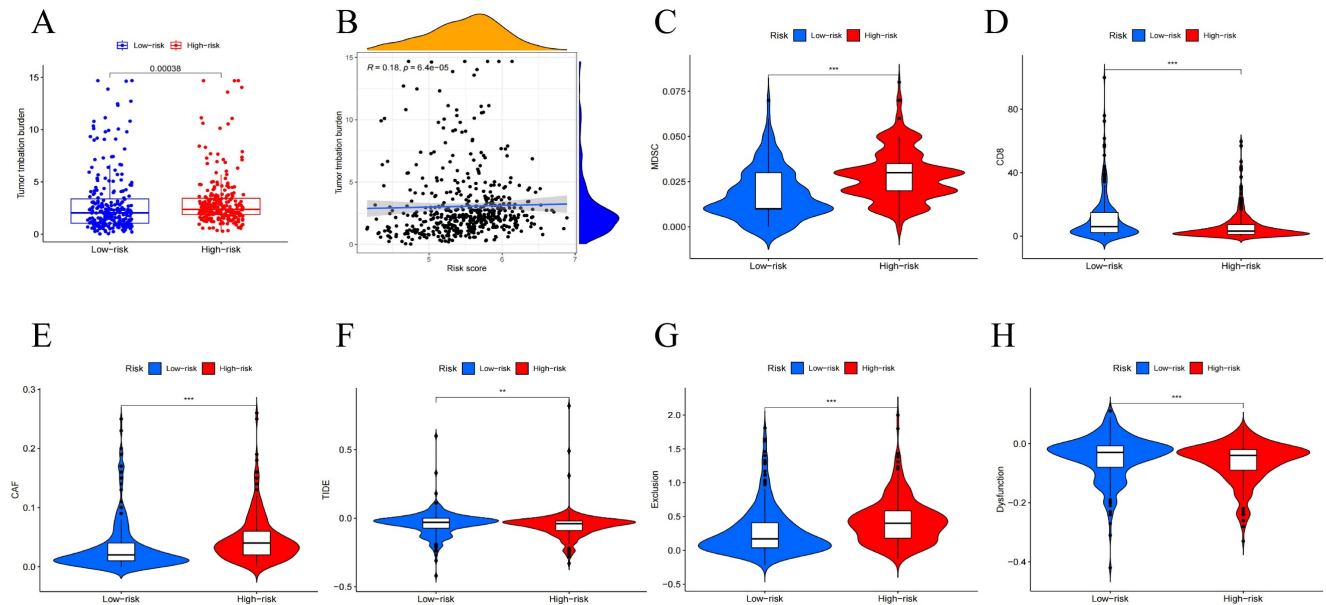 A
Low-risk High-risk
0.00038
15
10
5
0
Tumor tmbation burden
Low-risk High-risk
B
R = 0.18, p = 6.4e-05
15
10
5
0
Tumor tmbation burden
5 6 7
Risk score
C
Risk Low-risk High-risk
***
0.075
0.050
0.025
0.000
MDSC
Low-risk High-risk
D
Risk Low-risk High-risk
***
80
40
0
CD8
Low-risk High-risk
E
Risk Low-risk High-risk
***
0.3
0.2
0.1
0.0
CAF
Low-risk High-risk
F
Risk Low-risk High-risk
**
0.5
0.0
-0.5
TIDE
Low-risk High-risk
G
Risk Low-risk High-risk
***
2.0
1.5
1.0
0.5
0.0
-0.5
Exclusion
Low-risk High-risk
H
Risk Low-risk High-risk
***
0.0
-0.2
-0.4
Dysfunction
Low-risk High-risk